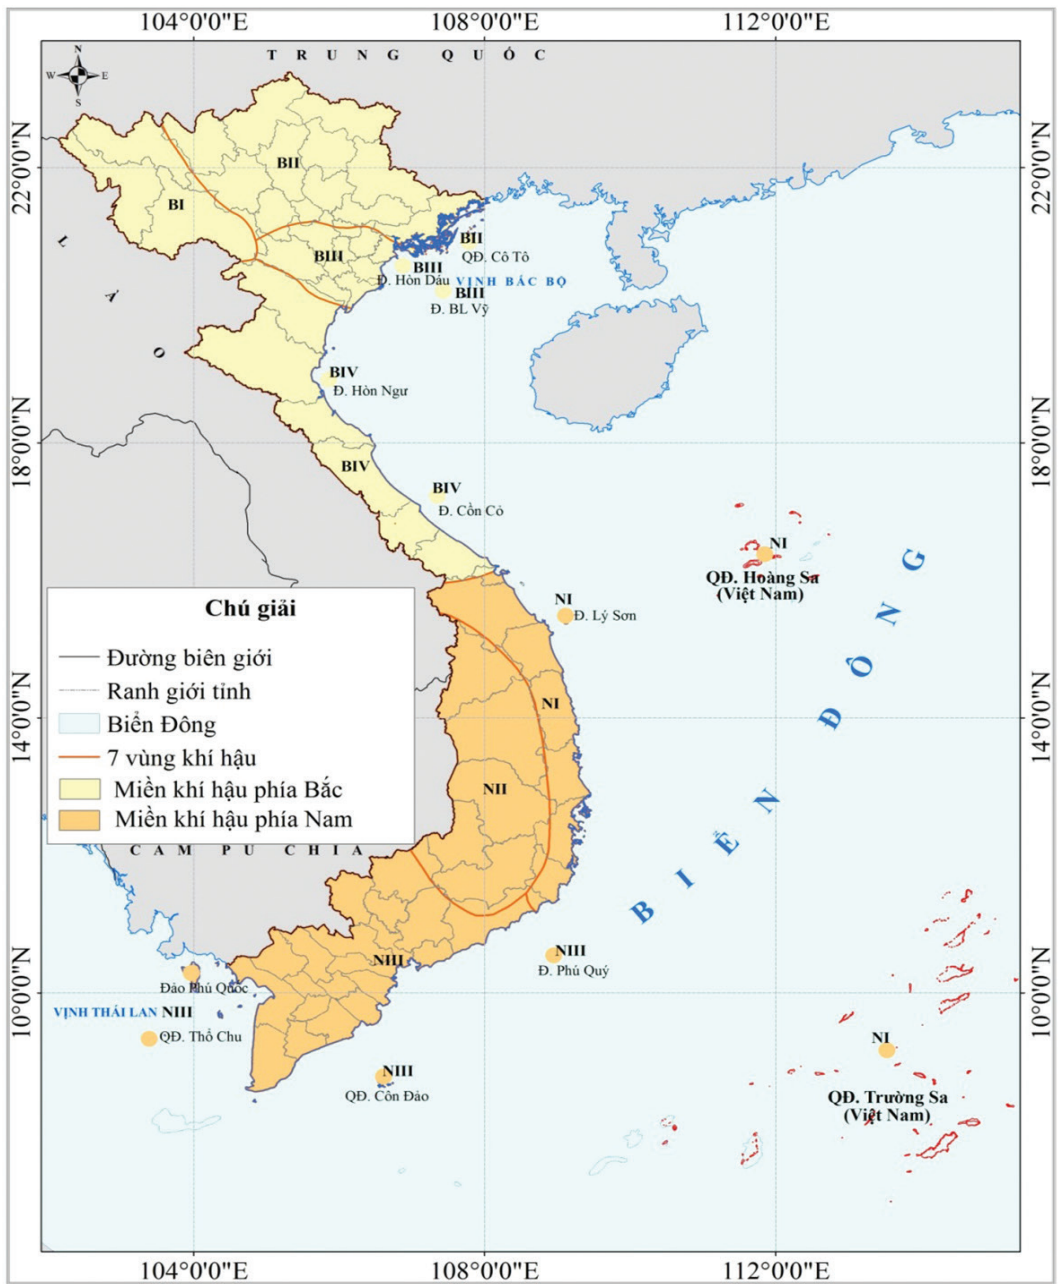 104°0'0"E 108°0'0"E 112°0'0"E
TRUNG QUỐC
N
W E
S
22°0'0"N 22°0'0"N
BII
BI
BII
QĐ. Cô Tô
BIII
BIII
Đ. Hòn Dáu
VỊNH BẮC BỘ
BIII
Đ. BL Vỹ
LÀO
BIV
Đ. Hòn Ngư
18°0'0"N 18°0'0"N
BIV
BIV
Đ. Cồn Cỏ
NI
QĐ. Hoàng Sa
(Việt Nam)
NI
Đ. Lý Sơn
Chú giải
Đường biên giới
Ranh giới tỉnh
Biển Đông
7 vùng khí hậu
Miền khí hậu phía Bắc
Miền khí hậu phía Nam
14°0'0"N 14°0'0"N
NI
NII
BIỂN ĐÔNG
CAM PU CHIA
NIII
NIII
Đ. Phú Quý
Đảo Phú Quốc
10°0'0"N 10°0'0"N
VỊNH THÁI LAN NIII
QĐ. Thổ Chu
NI
NIII
QĐ. Côn Đảo
QĐ. Trường Sa
(Việt Nam)
104°0'0"E 108°0'0"E 112°0'0"E